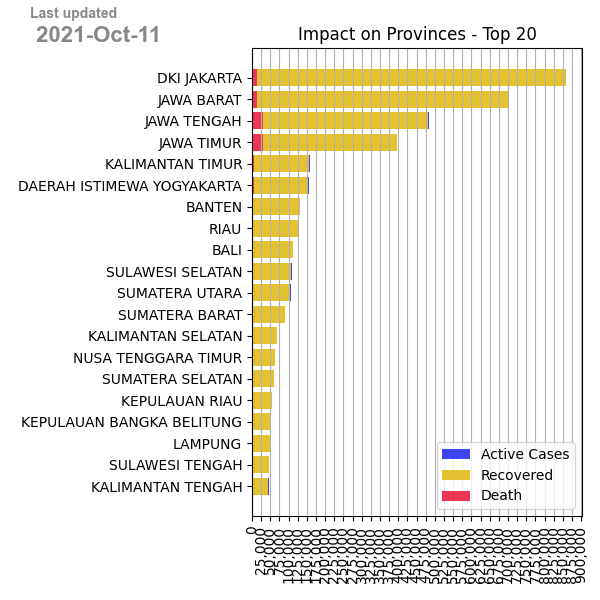 Last updated
2021-Oct-11
Impact on Provinces - Top 20
DKI JAKARTA
JAWA BARAT
JAWA TENGAH
JAWA TIMUR
KALIMANTAN TIMUR
DAERAH ISTIMEWA YOGYAKARTA
BANTEN
RIAU
BALI
SULAWESI SELATAN
SUMATERA UTARA
SUMATERA BARAT
KALIMANTAN SELATAN
NUSA TENGGARA TIMUR
SUMATERA SELATAN
KEPULAUAN RIAU
KEPULAUAN BANGKA BELITUNG
LAMPUNG
SULAWESI TENGAH
KALIMANTAN TENGAH
Active Cases
Recovered
Death
0
25,000
50,000
75,000
100,000
125,000
150,000
175,000
200,000
225,000
250,000
275,000
300,000
325,000
350,000
375,000
400,000
425,000
450,000
475,000
500,000
525,000
550,000
575,000
600,000
625,000
650,000
675,000
700,000
725,000
750,000
775,000
800,000
825,000
850,000
875,000
900,000